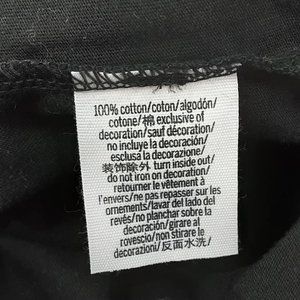 100% cotton/coton/algodón/
cotone/棉 exclusive of
decoration/sauf décoration/
no incluye la decoración/
esclusa la decorazione/
装饰除外 turn inside out/
do not iron on decoration/
retourner le vêtement à
l'envers/ne pas repasser sur les
ornements/lavar del lado del
revés/no planchar sobre la
decoración/girare al
rovescio/non stirare le
decorazioni/反面水洗/